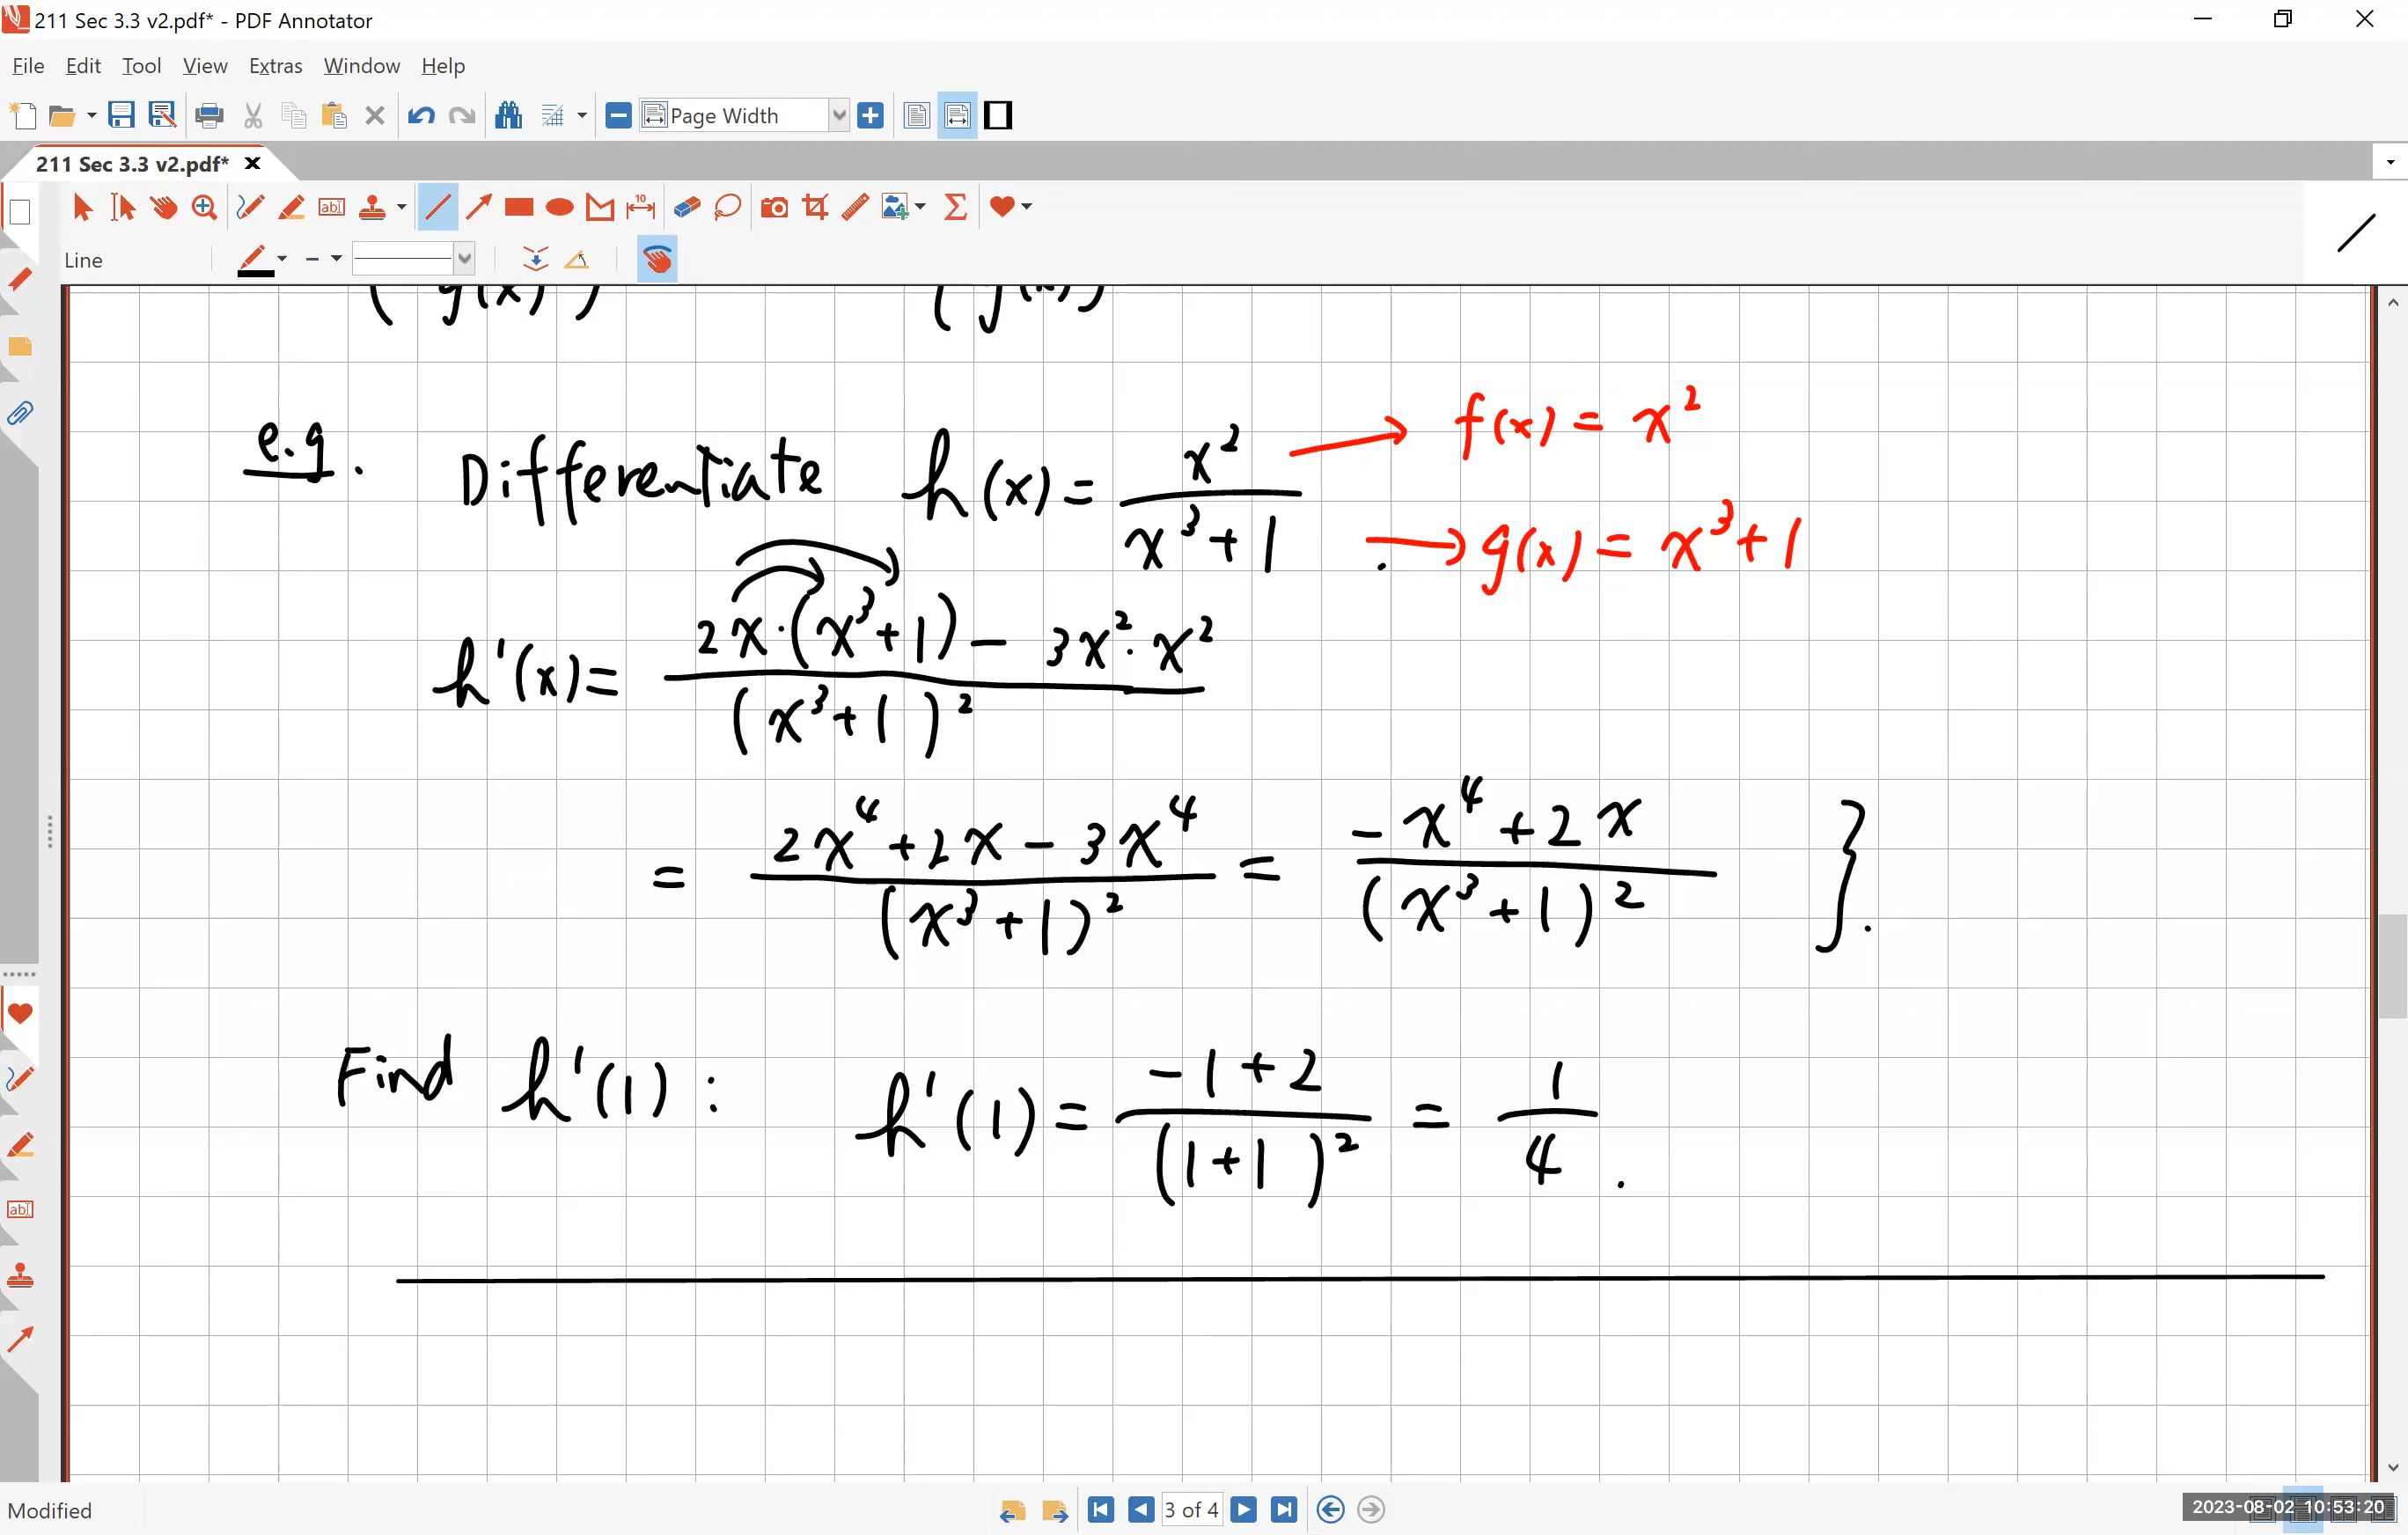 211 Sec 3.3 v2.pdf* - PDF Annotator
File Edit Tool View Extras Window Help
Page Width
211 Sec 3.3 v2.pdf*
Line
e.g. Differentiate h(x) = x²/(x³+1) → f(x) = x²
→ g(x) = x³+1
h'(x) = (2x·(x³+1) − 3x²·x²)/(x³+1)²
= (2x⁴+2x−3x⁴)/(x³+1)² = (−x⁴+2x)/(x³+1)² }.
Find h'(1): h'(1) = (−1+2)/(1+1)² = 1/4.
Modified
3 of 4
2023-08-02 10:53:20